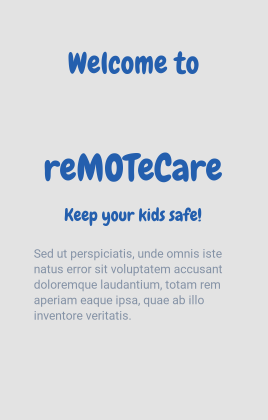 Welcome to
reMOTeCare
Keep your kids safe!
Sed ut perspiciatis, unde omnis iste
natus error sit voluptatem accusant
doloremque laudantium, totam rem
aperiam eaque ipsa, quae ab illo
inventore veritatis.